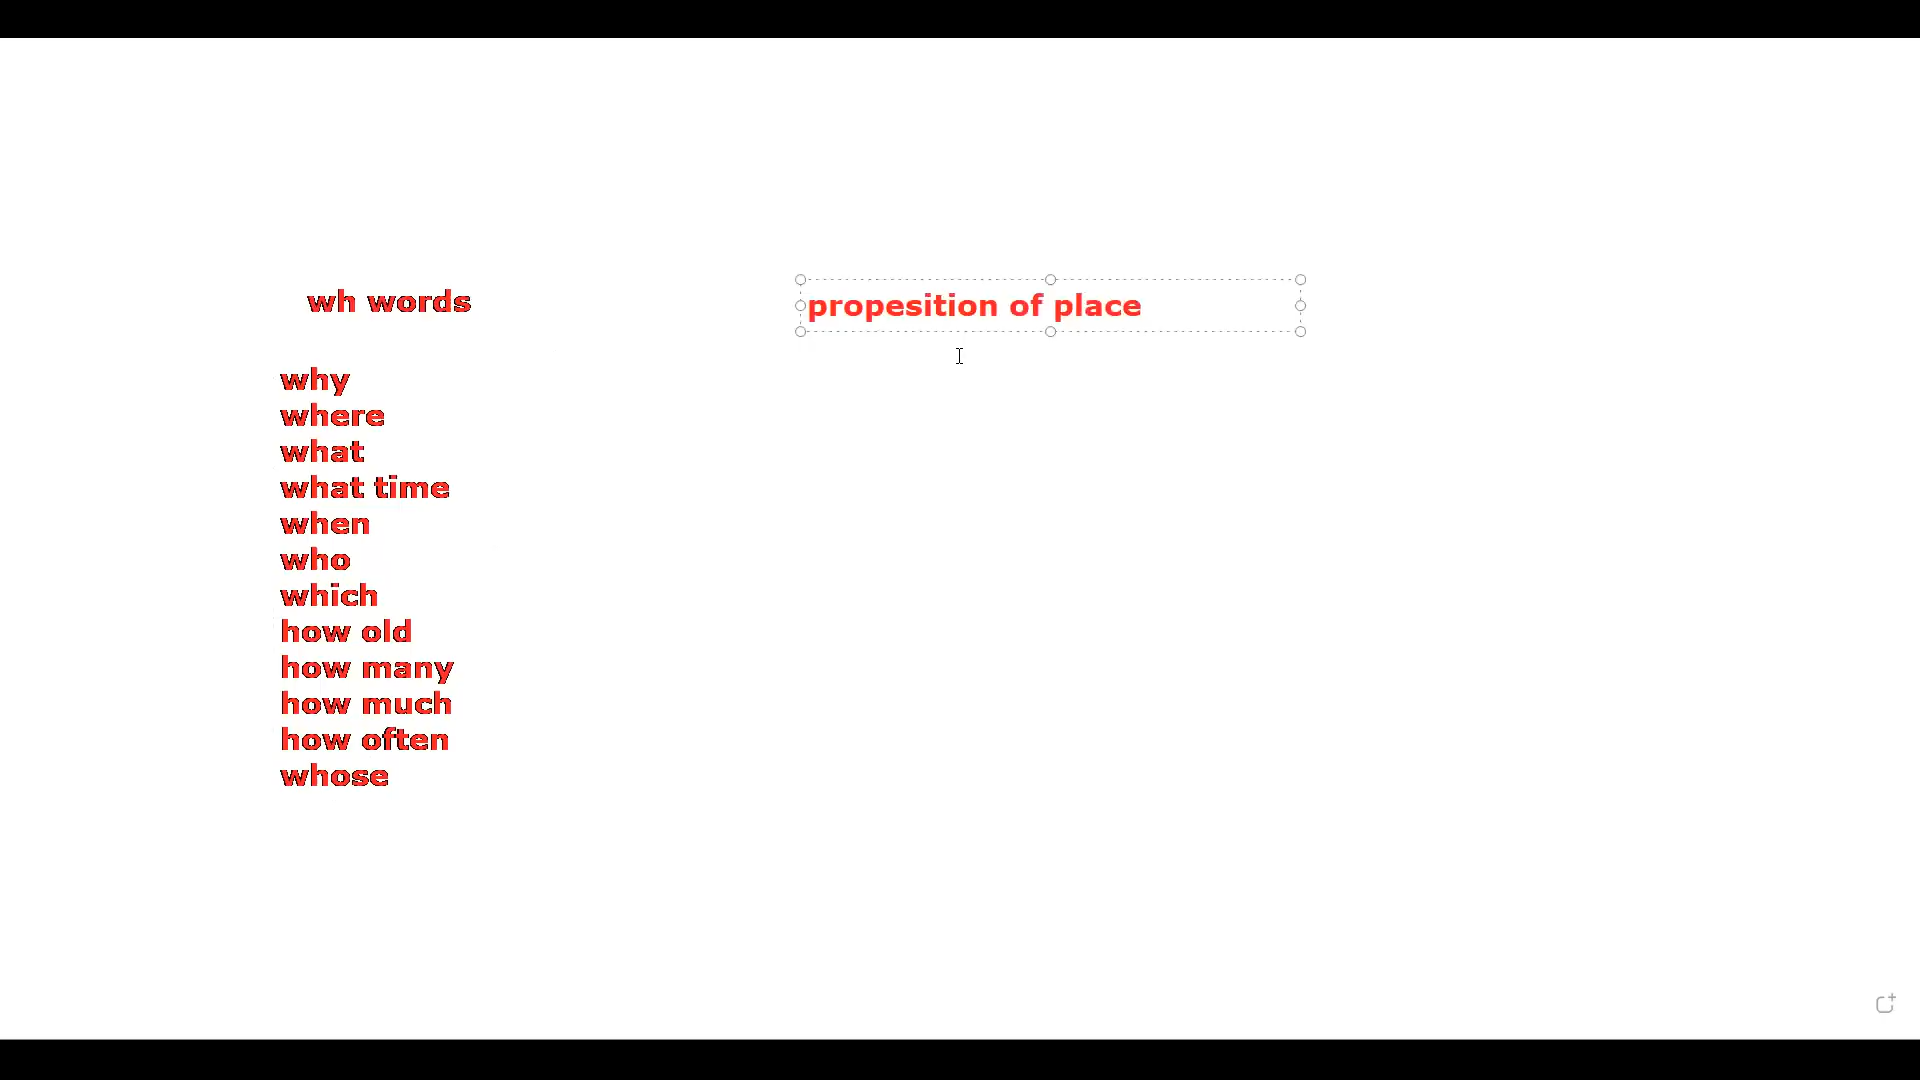 wh words
why
where
what
what time
when
who
which
how old
how many
how much
how often
whose
propesition of place